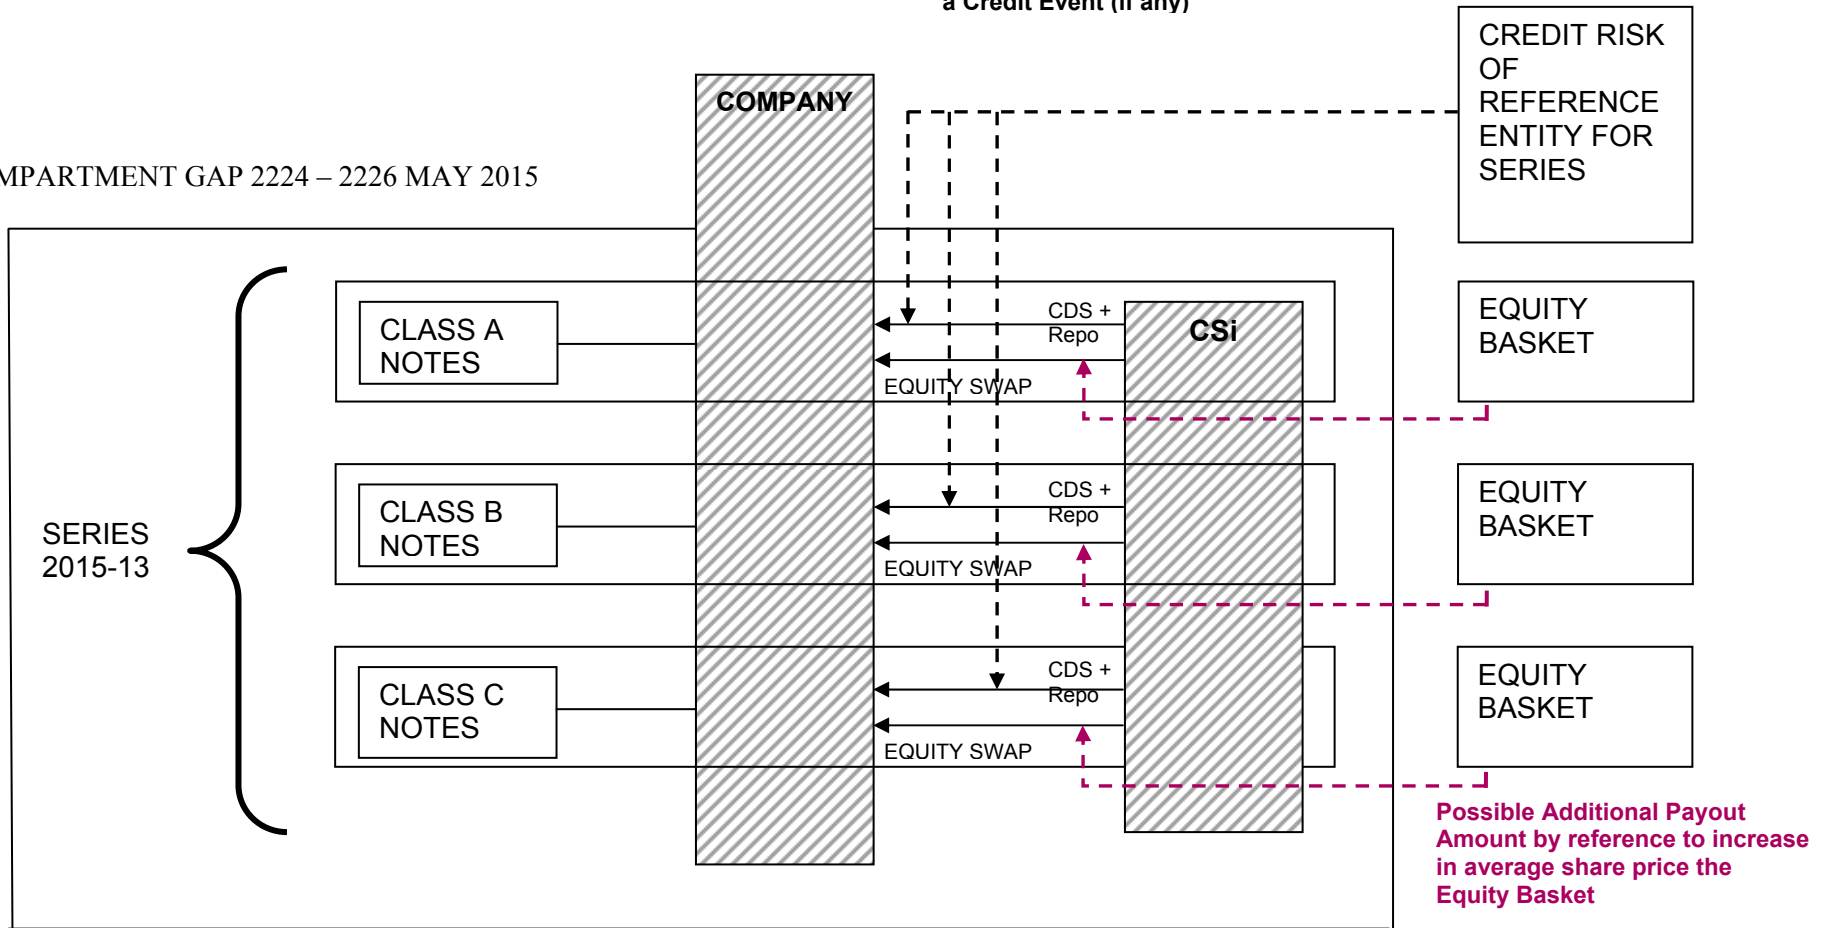 a Credit Event (if any)
CREDIT RISK
OF
REFERENCE
ENTITY FOR
SERIES
COMPANY
MPARTMENT GAP 2224 – 2226 MAY 2015
CLASS A
NOTES
CDS +
Repo
EQUITY SWAP
CSi
EQUITY
BASKET
SERIES
2015-13
CLASS B
NOTES
CDS +
Repo
EQUITY SWAP
EQUITY
BASKET
CLASS C
NOTES
CDS +
Repo
EQUITY SWAP
EQUITY
BASKET
Possible Additional Payout
Amount by reference to increase
in average share price the
Equity Basket